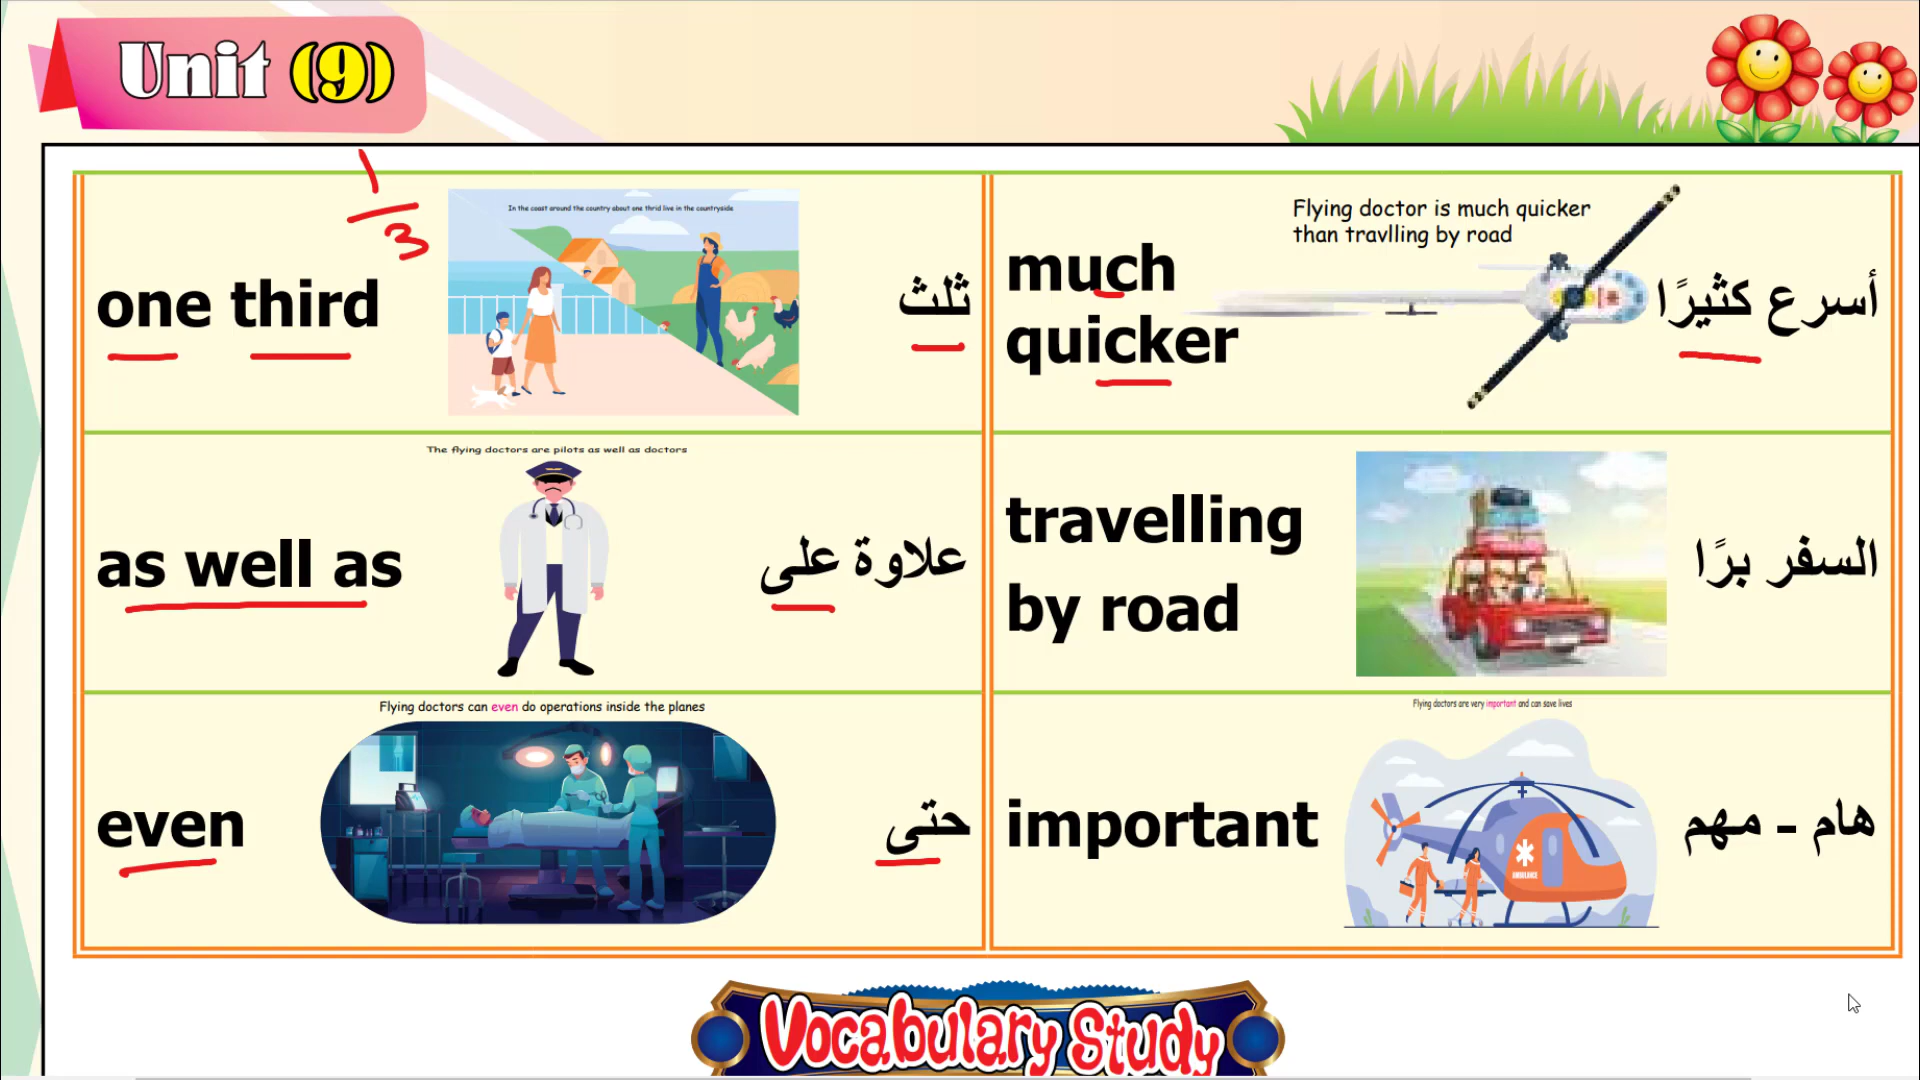 Unit (9)
1
3
one third
In the coast around the country about one thrid live in the countryside
ثلث
much
quicker
Flying doctor is much quicker
than travlling by road
أسرع كثيرًا
as well as
The flying doctors are pilots as well as doctors
علاوة على
travelling
by road
السفر برًا
even
Flying doctors can even do operations inside the planes
حتى
important
Flying doctors are very important and can save lives
AMBULANCE
هام - مهم
Vocabulary Study